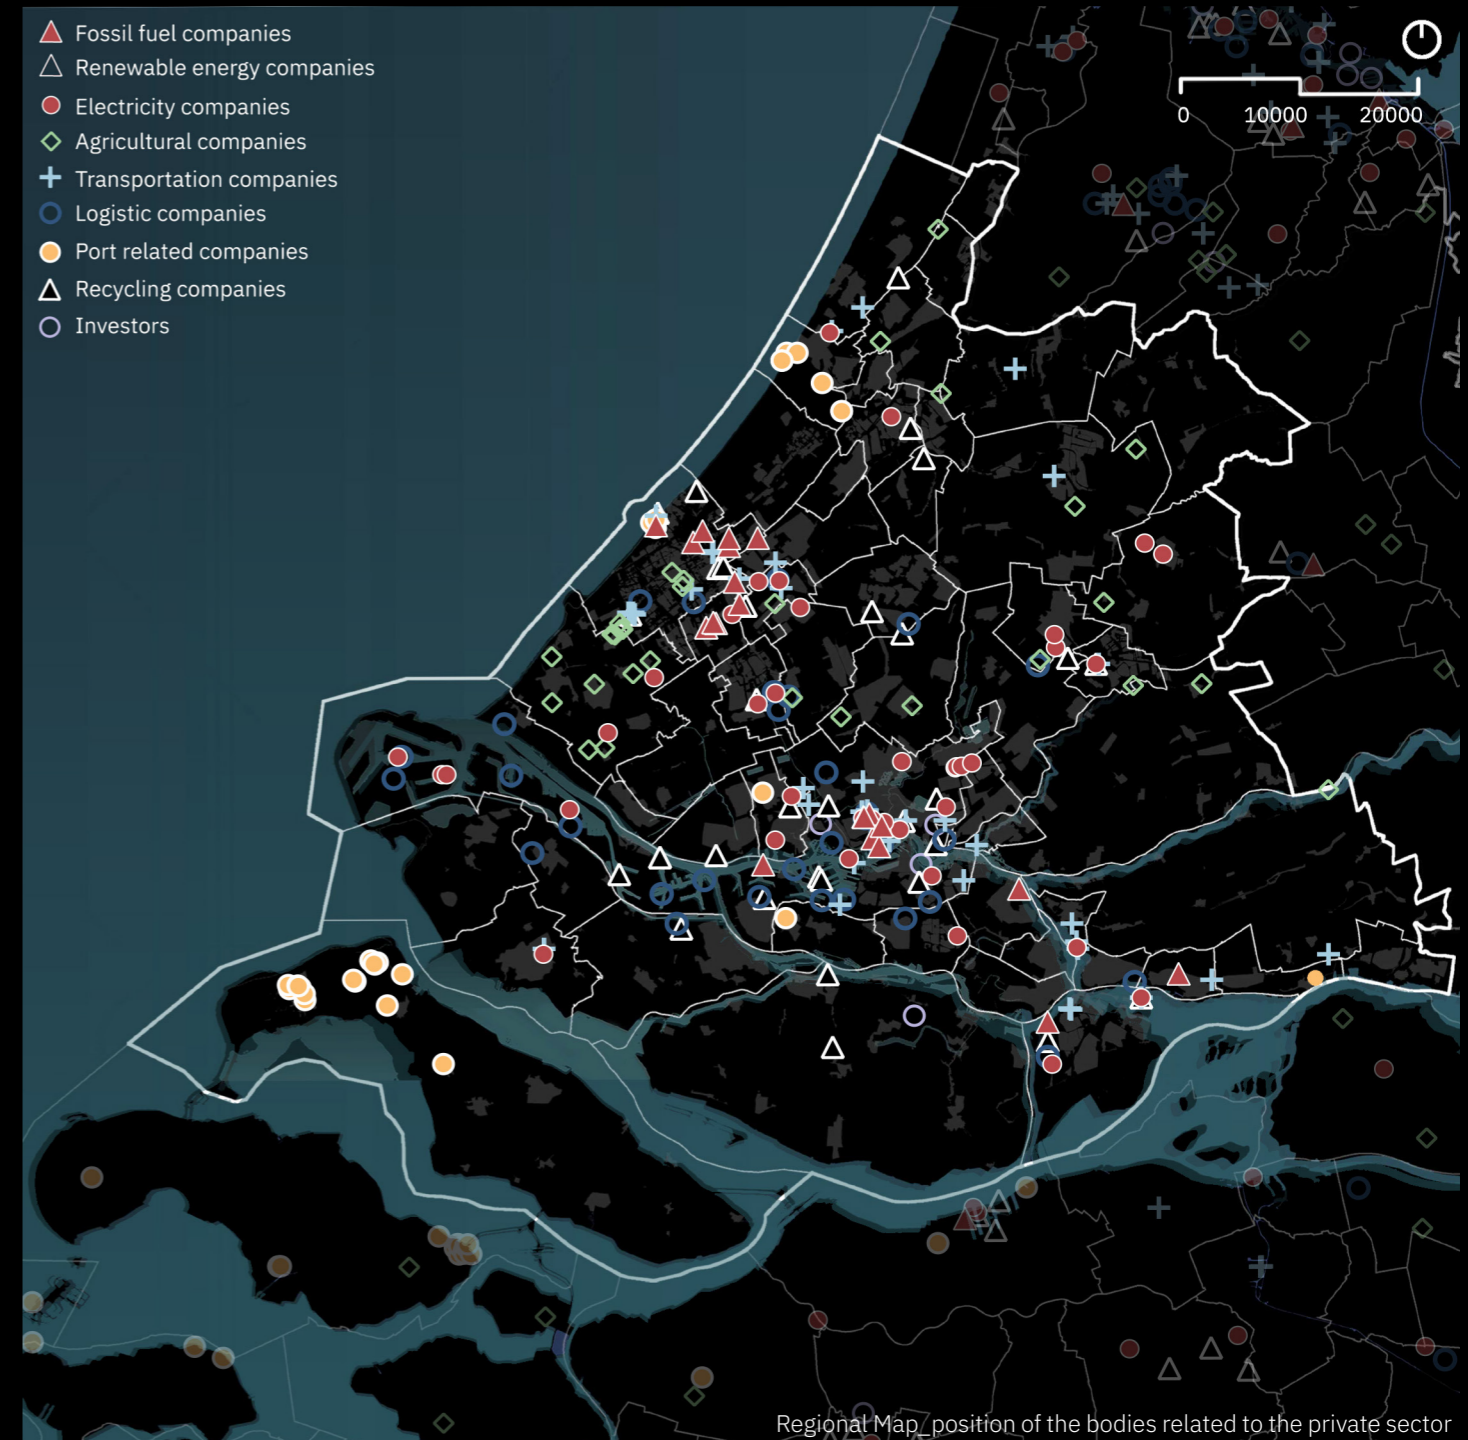 Fossil fuel companies
Renewable energy companies
Electricity companies
Agricultural companies
Transportation companies
Logistic companies
Port related companies
Recycling companies
Investors
0 10000 20000
Regional Map_position of the bodies related to the private sector